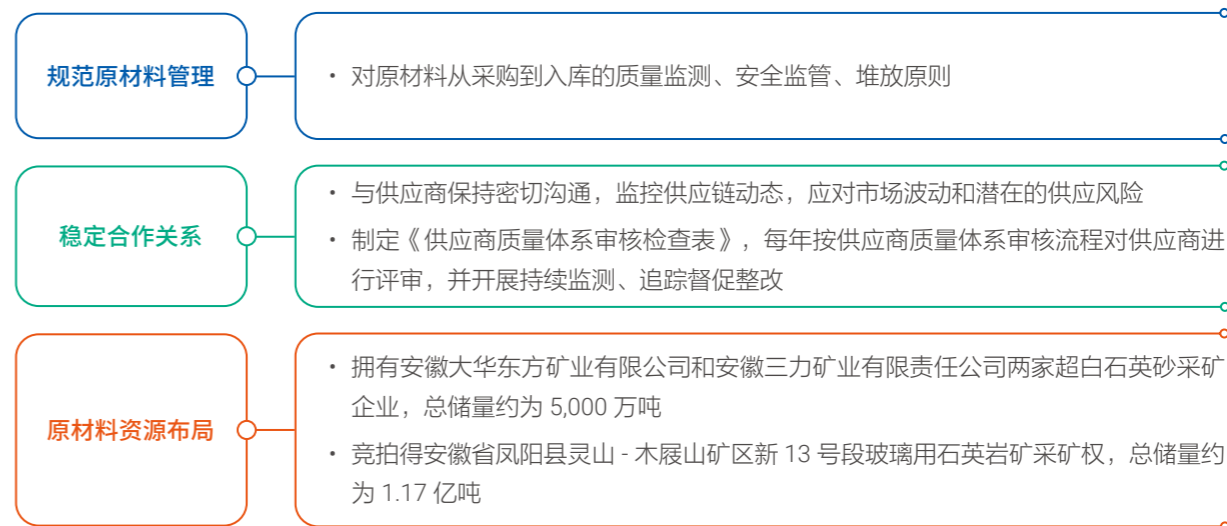 规范原材料管理
• 对原材料从采购到入库的质量监测、安全监管、堆放原则
稳定合作关系
• 与供应商保持密切沟通，监控供应链动态，应对市场波动和潜在的供应风险
• 制定《供应商质量体系审核检查表》，每年按供应商质量体系审核流程对供应商进
行评审，并开展持续监测、追踪督促整改
原材料资源布局
• 拥有安徽大华东方矿业有限公司和安徽三力矿业有限责任公司两家超白石英砂采矿
企业，总储量约为 5,000 万吨
• 竞拍得安徽省凤阳县灵山 - 木屐山矿区新 13 号段玻璃用石英岩矿采矿权，总储量约
为 1.17 亿吨